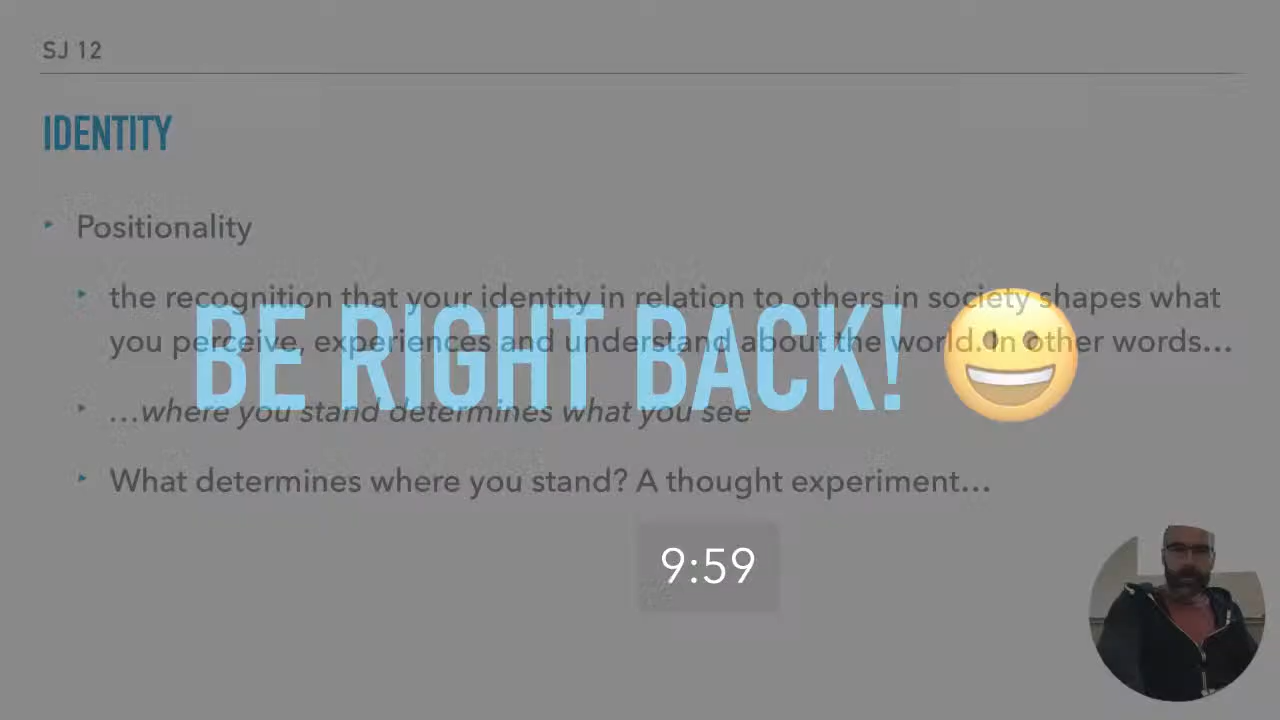 SJ 12
IDENTITY
‣ Positionality
‣ the recognition that your identity in relation to others in society shapes what
you perceive, experiences and understand about the world. In other words…
BE RIGHT BACK! 😀
‣ …where you stand determines what you see
‣ What determines where you stand? A thought experiment…
9:59